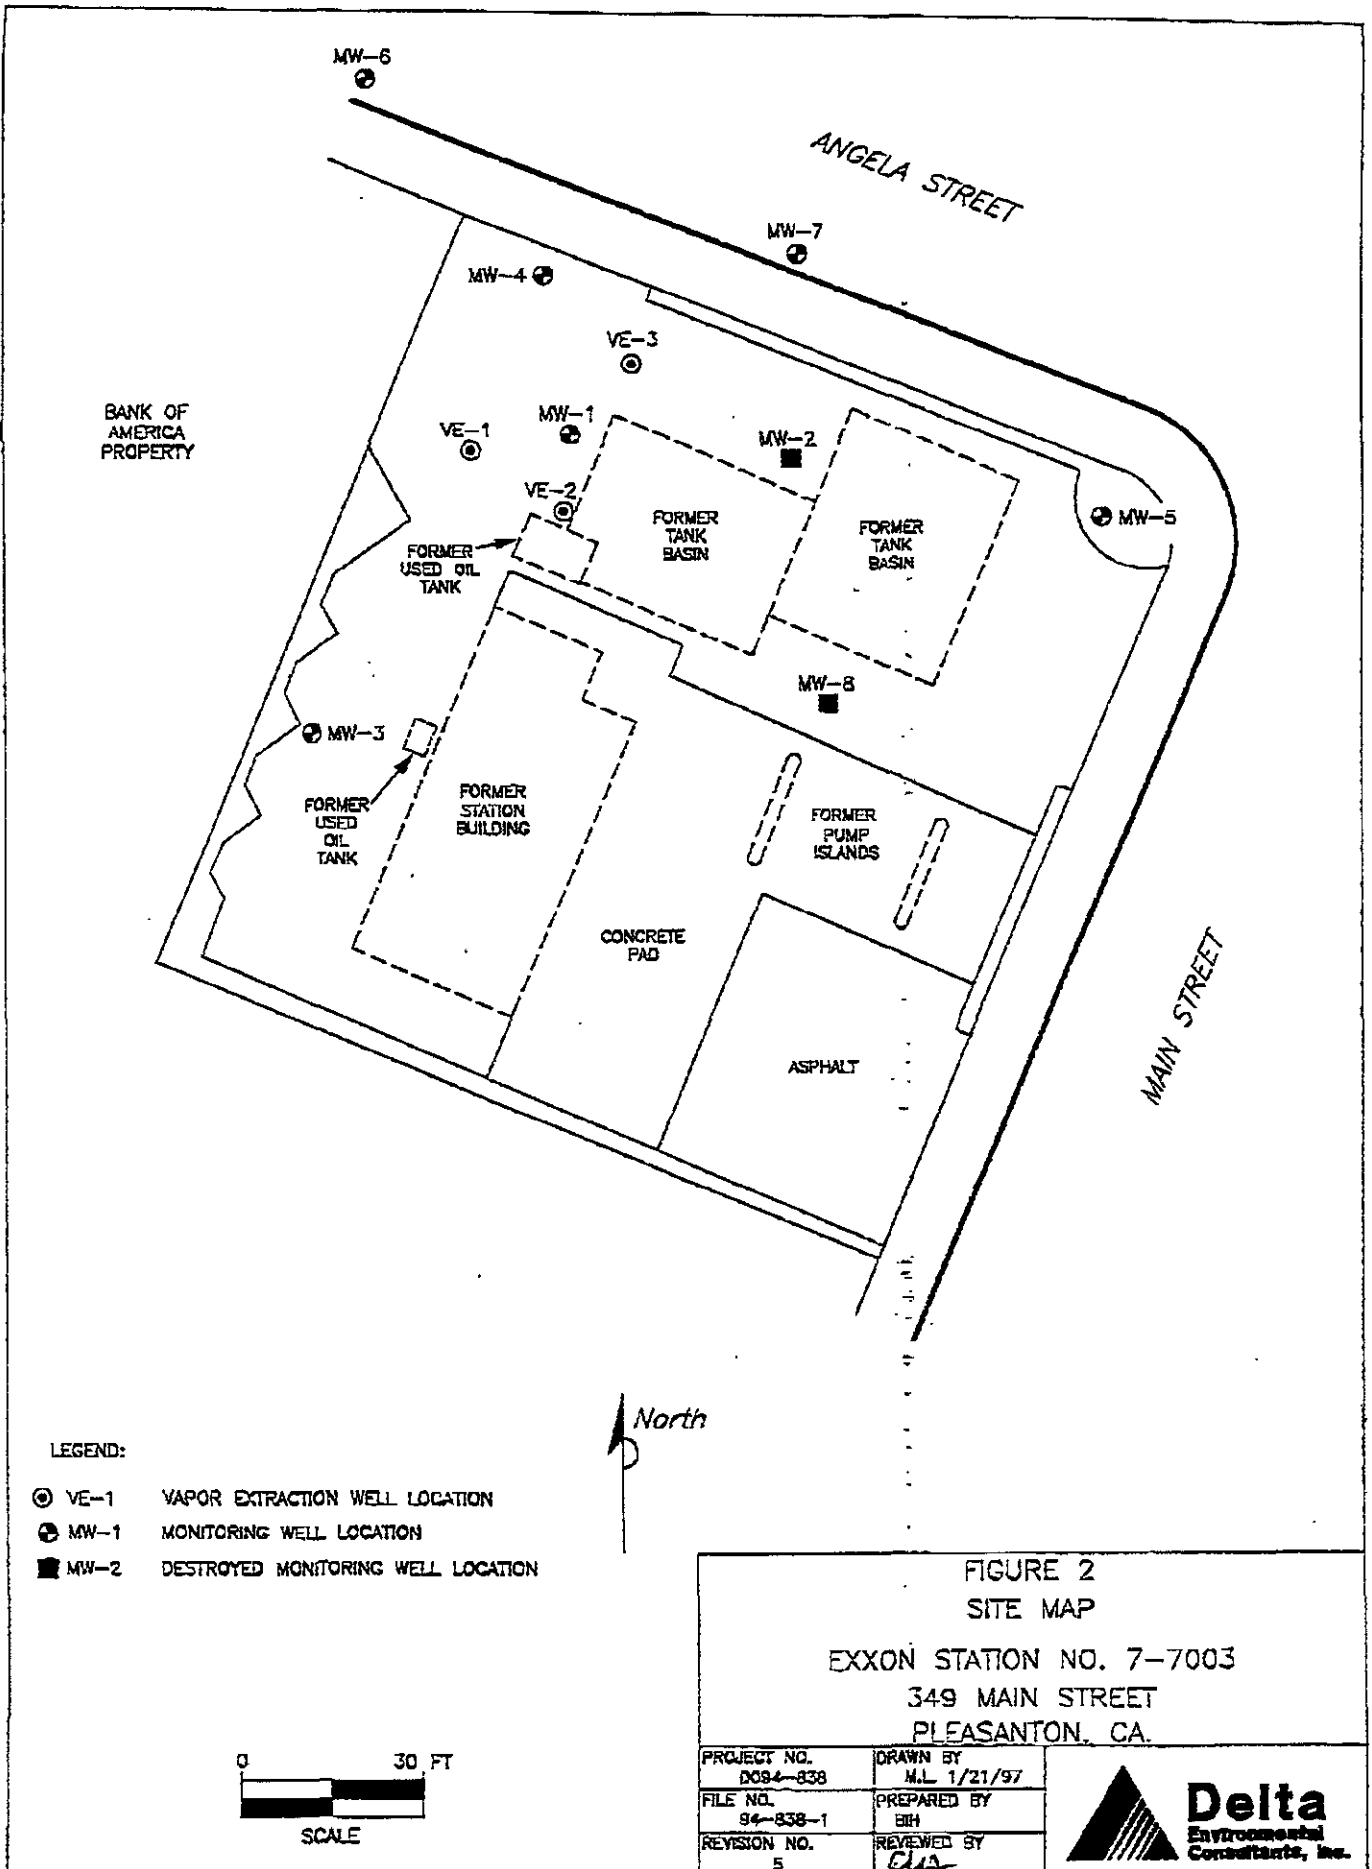 MW-6
ANGELA STREET
MW-7
MW-4
VE-3
BANK OF
AMERICA
PROPERTY
MW-1
VE-1
MW-2
VE-2
MW-5
FORMER
TANK
BASIN
FORMER
TANK
BASIN
FORMER
USED OIL
TANK
MW-8
MW-3
FORMER
USED
OIL
TANK
FORMER
STATION
BUILDING
FORMER
PUMP
ISLANDS
CONCRETE
PAD
MAIN STREET
ASPHALT
North
LEGEND:
VE-1 VAPOR EXTRACTION WELL LOCATION
MW-1 MONITORING WELL LOCATION
MW-2 DESTROYED MONITORING WELL LOCATION
FIGURE 2
SITE MAP
EXXON STATION NO. 7-7003
349 MAIN STREET
PLEASANTON, CA.
0 30 FT
SCALE
PROJECT NO.
D094-838
DRAWN BY
M.L. 1/21/97
FILE NO.
94-838-1
PREPARED BY
BIH
REVISION NO.
5
REVIEWED BY
Delta
Environmental
Consultants, Inc.